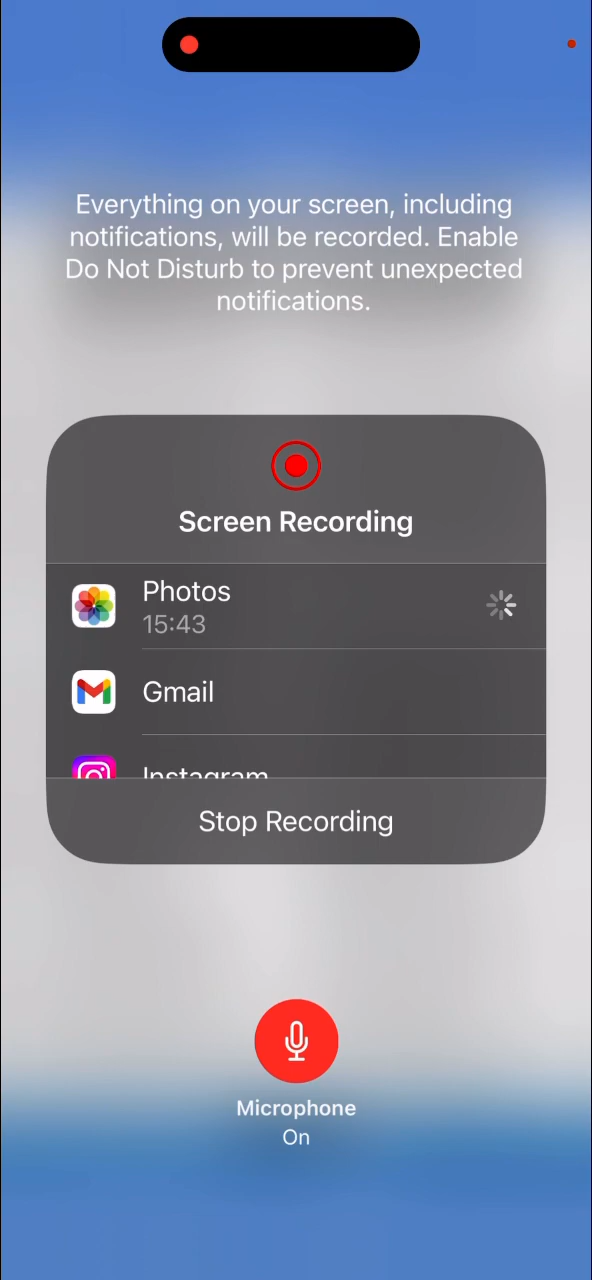 Everything on your screen, including
notifications, will be recorded. Enable
Do Not Disturb to prevent unexpected
notifications.
Screen Recording
Photos
15:43
Gmail
Instagram
Stop Recording
Microphone
On